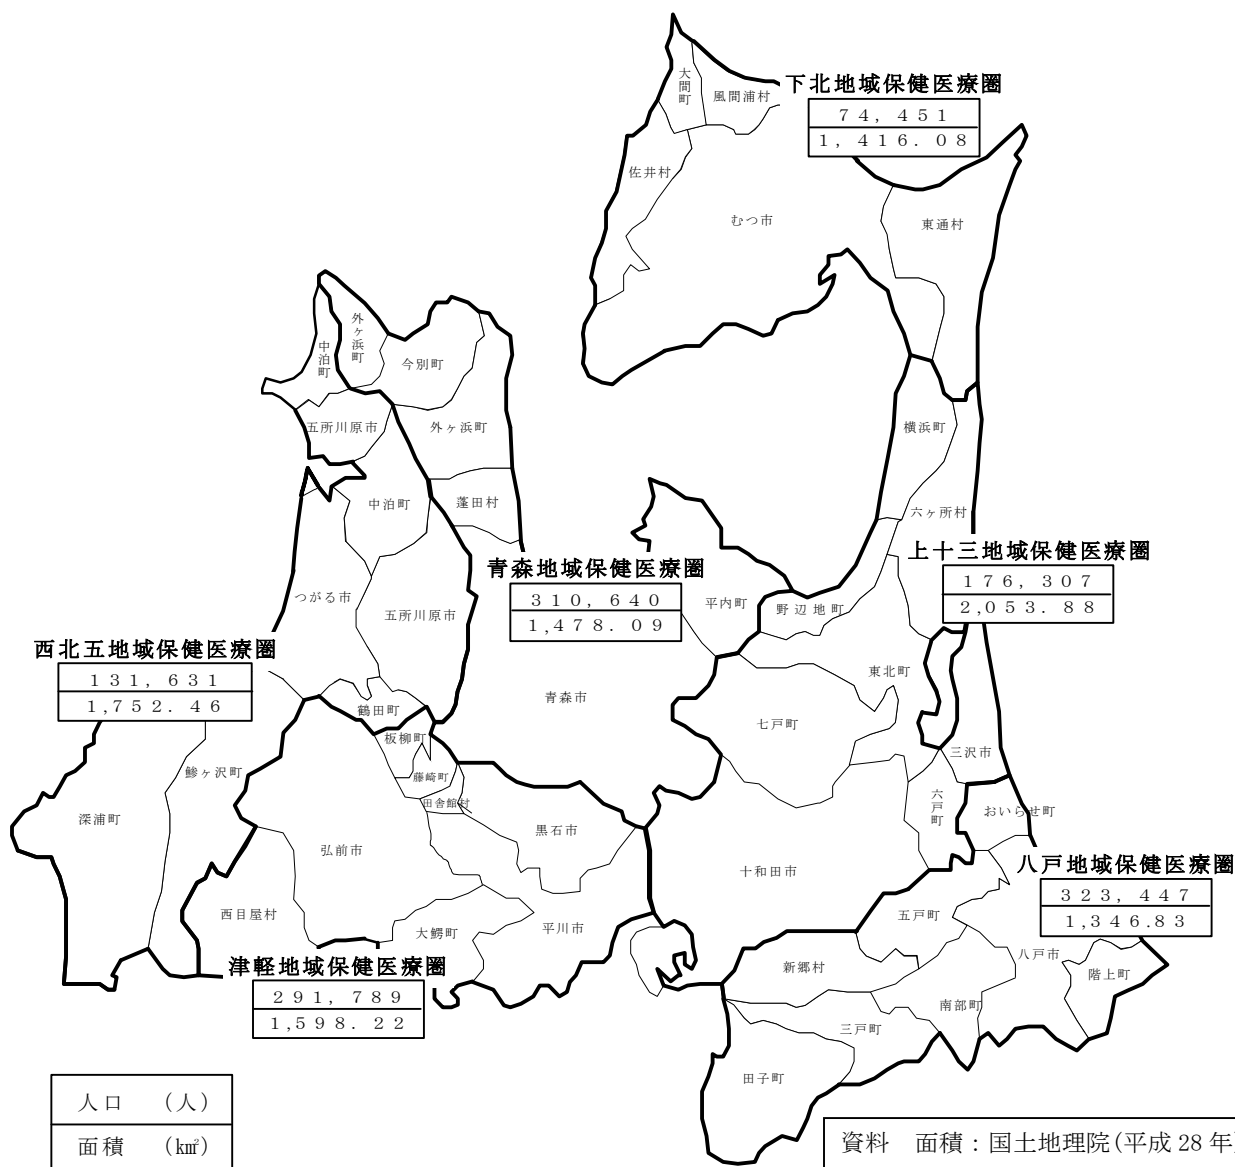 大間町
風間浦村
下北地域保健医療圏
74,451
1,416.08
佐井村
むつ市
東通村
外ヶ浜町
中泊町
今別町
五所川原市
外ヶ浜町
横浜町
中泊町
蓬田村
六ヶ所村
青森地域保健医療圏
310,640
1,478.09
上十三地域保健医療圏
176,307
2,053.88
つがる市
五所川原市
平内町
野辺地町
西北五地域保健医療圏
131,631
1,752.46
東北町
青森市
鶴田町
七戸町
板柳町
三沢市
鰺ヶ沢町
藤崎町
田舎館村
六戸町
おいらせ町
深浦町
黒石市
弘前市
十和田市
八戸地域保健医療圏
323,447
1,346.83
西目屋村
大鰐町
平川市
五戸町
八戸市
新郷村
階上町
津軽地域保健医療圏
291,789
1,598.22
南部町
三戸町
田子町
人口 (人)
面積 (㎢)
資料 面積:国土地理院(平成28年)